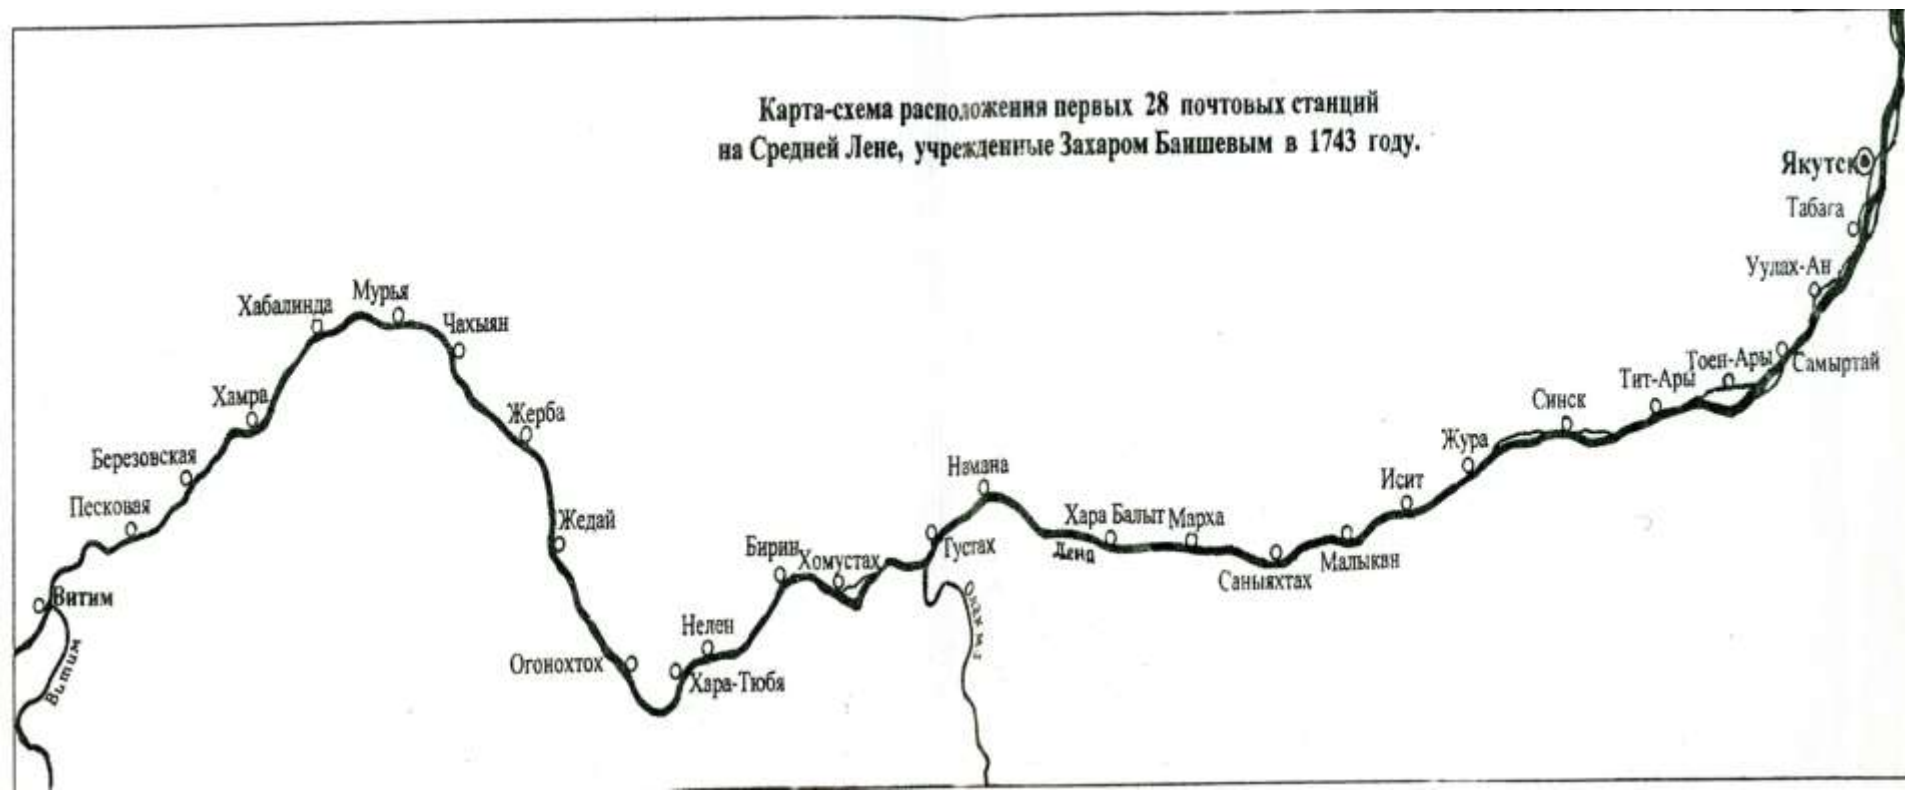 Карта-схема расположения первых 28 почтовых станций
на Средней Лене, учрежденные Захаром Баишевым в 1743 году.
Якутск
Табага
Уулах-Ан
Самыртай
Тоен-Ары
Тит-Ары
Синск
Жура
Исит
Малыкан
Саныяхтах
Марха
Хара Балыт
Лена
Намана
Густах
Хомустах
Бирин
Нелен
Хара-Тюбя
Огонохтох
Жедай
Жерба
Чахыян
Мурья
Хабалинда
Хамра
Березовская
Песковая
Витим